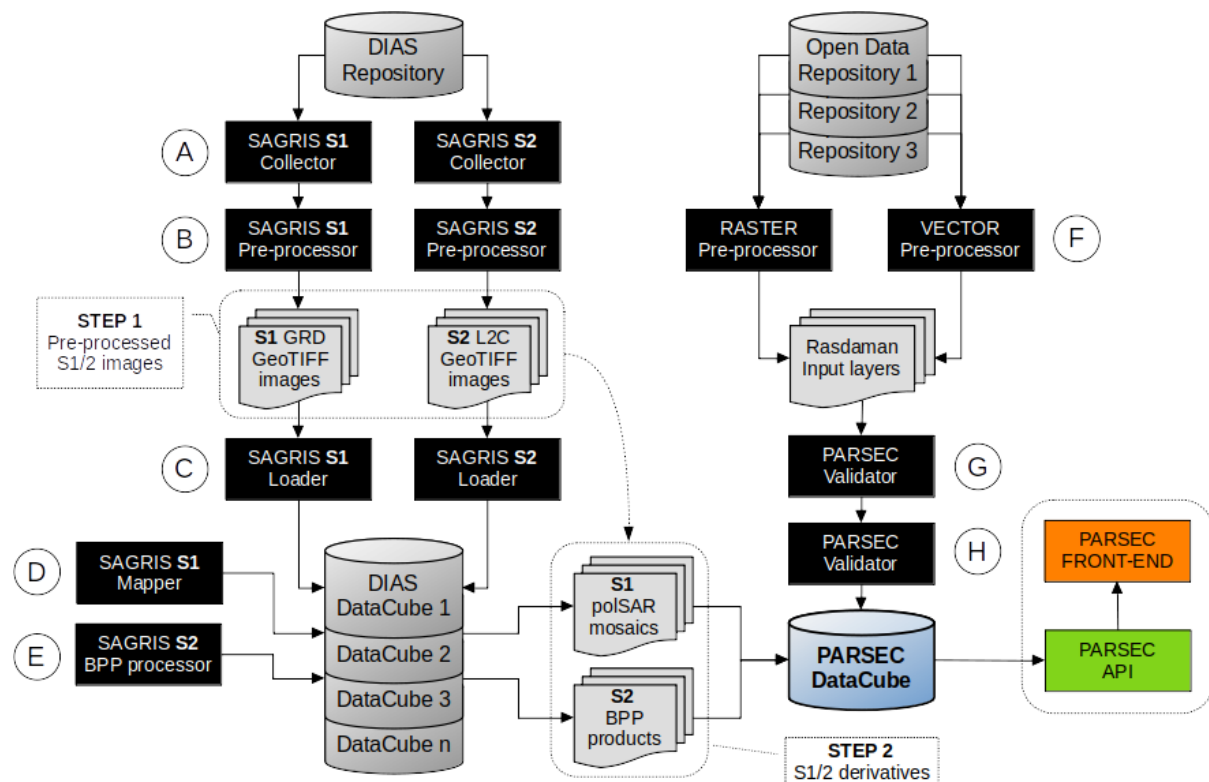 DIAS
Repository
Open Data
Repository 1
Repository 2
Repository 3
A
SAGRIS S1
Collector
SAGRIS S2
Collector
B
SAGRIS S1
Pre-processor
SAGRIS S2
Pre-processor
RASTER
Pre-processor
VECTOR
Pre-processor
F
STEP 1
Pre-processed
S1/2 images
S1 GRD
GeoTIFF
images
S2 L2C
GeoTIFF
images
Rasdaman
Input layers
C
SAGRIS S1
Loader
SAGRIS S2
Loader
PARSEC
Validator
G
D
SAGRIS S1
Mapper
E
SAGRIS S2
BPP processor
DIAS
DataCube 1
DataCube 2
DataCube 3
DataCube n
S1
polSAR
mosaics
S2
BPP
products
PARSEC
Validator
H
PARSEC
DataCube
PARSEC
FRONT-END
PARSEC
API
STEP 2
S1/2 derivatives